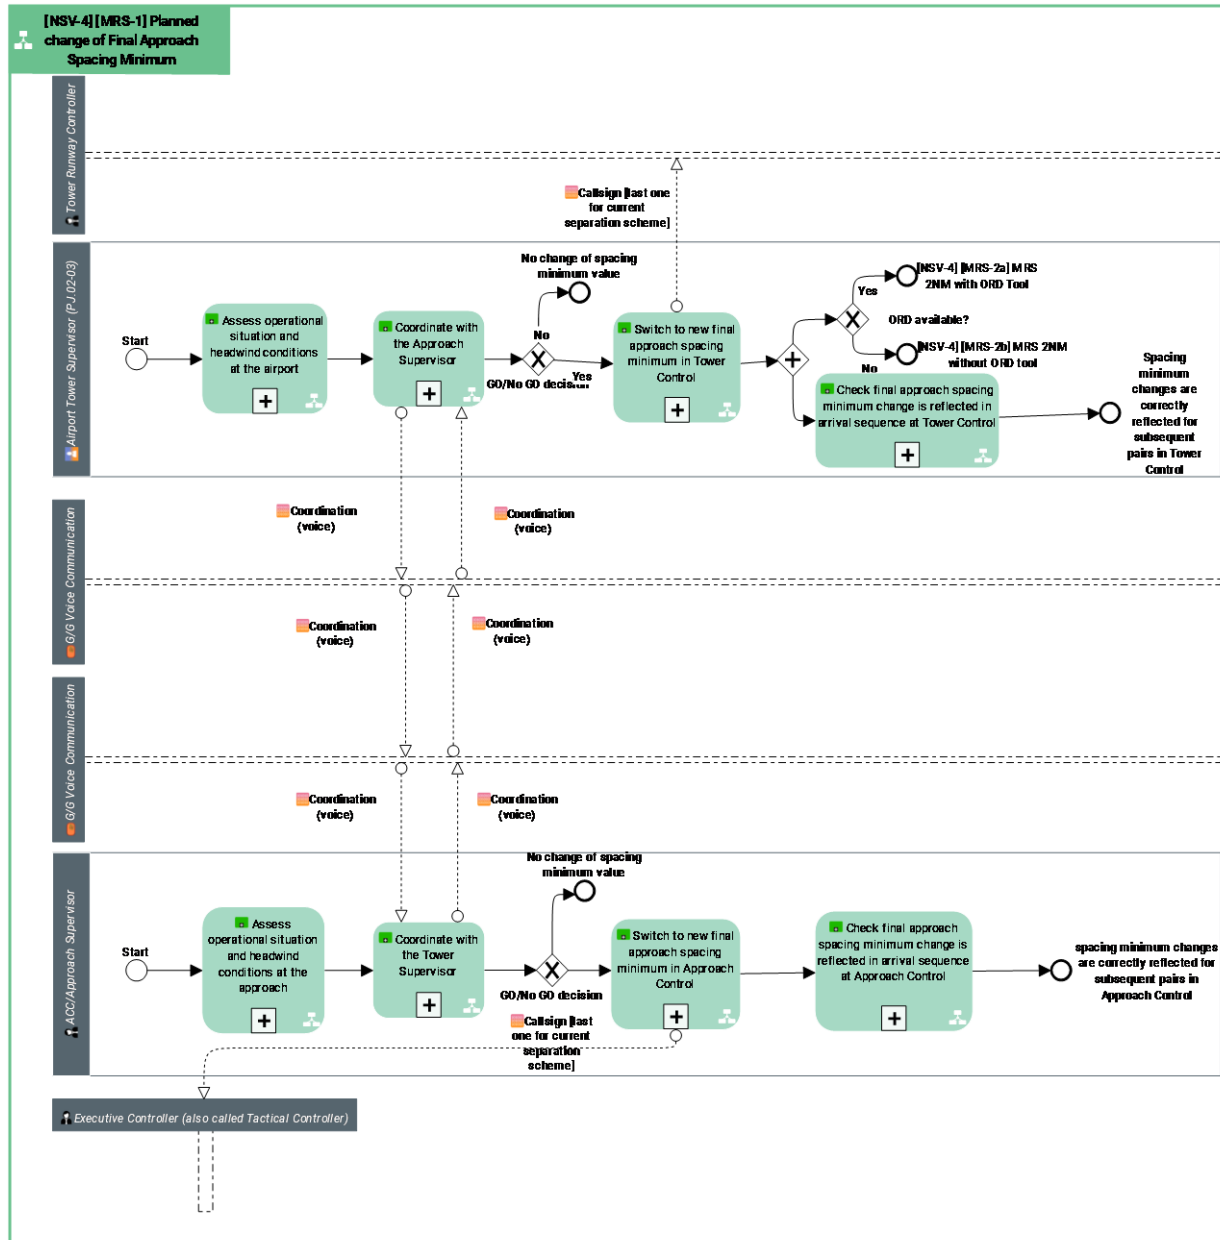 [NSV-4] [MRS-1] Planned
change of Final Approach
Spacing Minimum
Tower Runway Controller
Callsign [last one
for current
separation scheme]
Airport Tower Supervisor (PJ.02-03)
Start
Assess operational
situation and
headwind conditions
at the airport
Coordinate with
the Approach
Supervisor
No change of spacing
minimum value
No
GO/No GO decision
Yes
Switch to new final
approach spacing
minimum in Tower
Control
[NSV-4] [MRS-2a] MRS
2NM with ORD Tool
Yes
ORD available?
[NSV-4] [MRS-2b] MRS 2NM
without ORD tool
No
Check final approach spacing
minimum change is reflected in
arrival sequence at Tower Control
Spacing
minimum
changes are
correctly
reflected for
subsequent
pairs in Tower
Control
G/G Voice Communication
Coordination
(voice)
Coordination
(voice)
Coordination
(voice)
Coordination
(voice)
G/G Voice Communication
Coordination
(voice)
Coordination
(voice)
ACC/Approach Supervisor
Start
Assess
operational situation
and headwind
conditions at the
approach
Coordinate with
the Tower
Supervisor
No change of spacing
minimum value
GO/No GO decision
Switch to new final
approach spacing
minimum in Approach
Control
Check final approach
spacing minimum change is
reflected in arrival sequence
at Approach Control
spacing minimum changes
are correctly reflected for
subsequent pairs in
Approach Control
Callsign [last
one for current
separation
scheme]
Executive Controller (also called Tactical Controller)